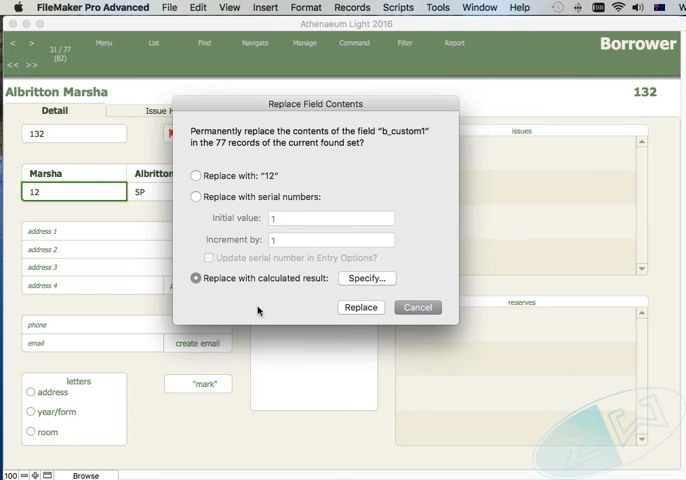 FileMaker Pro Advanced File Edit View Insert Format Records Scripts Tools Window Help
Athenaeum Light 2016
< > 31 / 77 Menu List Find Navigate Manage Command Filter Report Borrower
<< >> (82)
Albritton Marsha 132
Detail Issue H
132
Marsha Albritton
12 5P
address 1
address 2
address 3
address 4
phone
email create email
letters
address
year/form
room
"mark"
issues
reserves
Replace Field Contents
Permanently replace the contents of the field "b_custom1"
in the 77 records of the current found set?
Replace with: "12"
Replace with serial numbers:
Initial value: 1
Increment by: 1
Update serial number in Entry Options?
Replace with calculated result: Specify...
Replace Cancel
100 Browse